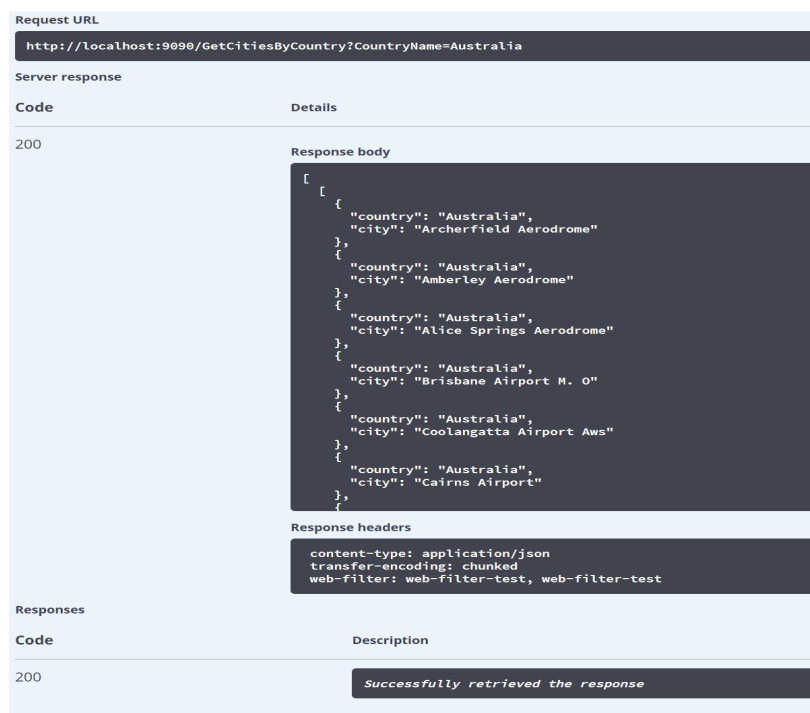 Request URL
http://localhost:9090/GetCitiesByCountry?CountryName=Australia
Server response
Code Details
200
Response body
[
[
{
"country": "Australia",
"city": "Archerfield Aerodrome"
},
{
"country": "Australia",
"city": "Amberley Aerodrome"
},
{
"country": "Australia",
"city": "Alice Springs Aerodrome"
},
{
"country": "Australia",
"city": "Brisbane Airport M. O"
},
{
"country": "Australia",
"city": "Coolangatta Airport Aws"
},
{
"country": "Australia",
"city": "Cairns Airport"
},
{
Response headers
content-type: application/json
transfer-encoding: chunked
web-filter: web-filter-test, web-filter-test
Responses
Code Description
200
Successfully retrieved the response